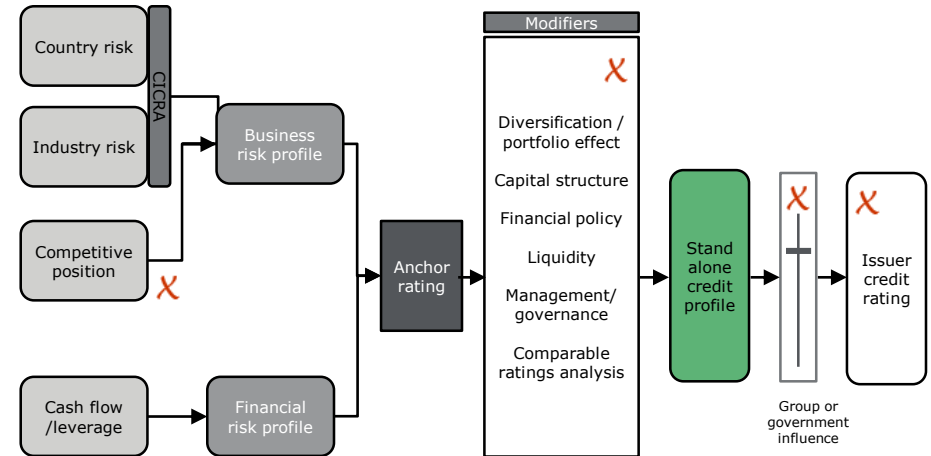 Modifiers
Country risk
CICRA
Industry risk
Business
risk profile
Competitive
position
x
Cash flow
/leverage
Financial
risk profile
Anchor
rating
x
Diversification /
portfolio effect
Capital structure
Financial policy
Liquidity
Management/
governance
Comparable
ratings analysis
Stand
alone
credit
profile
x
Group or
government
influence
x
Issuer
credit
rating